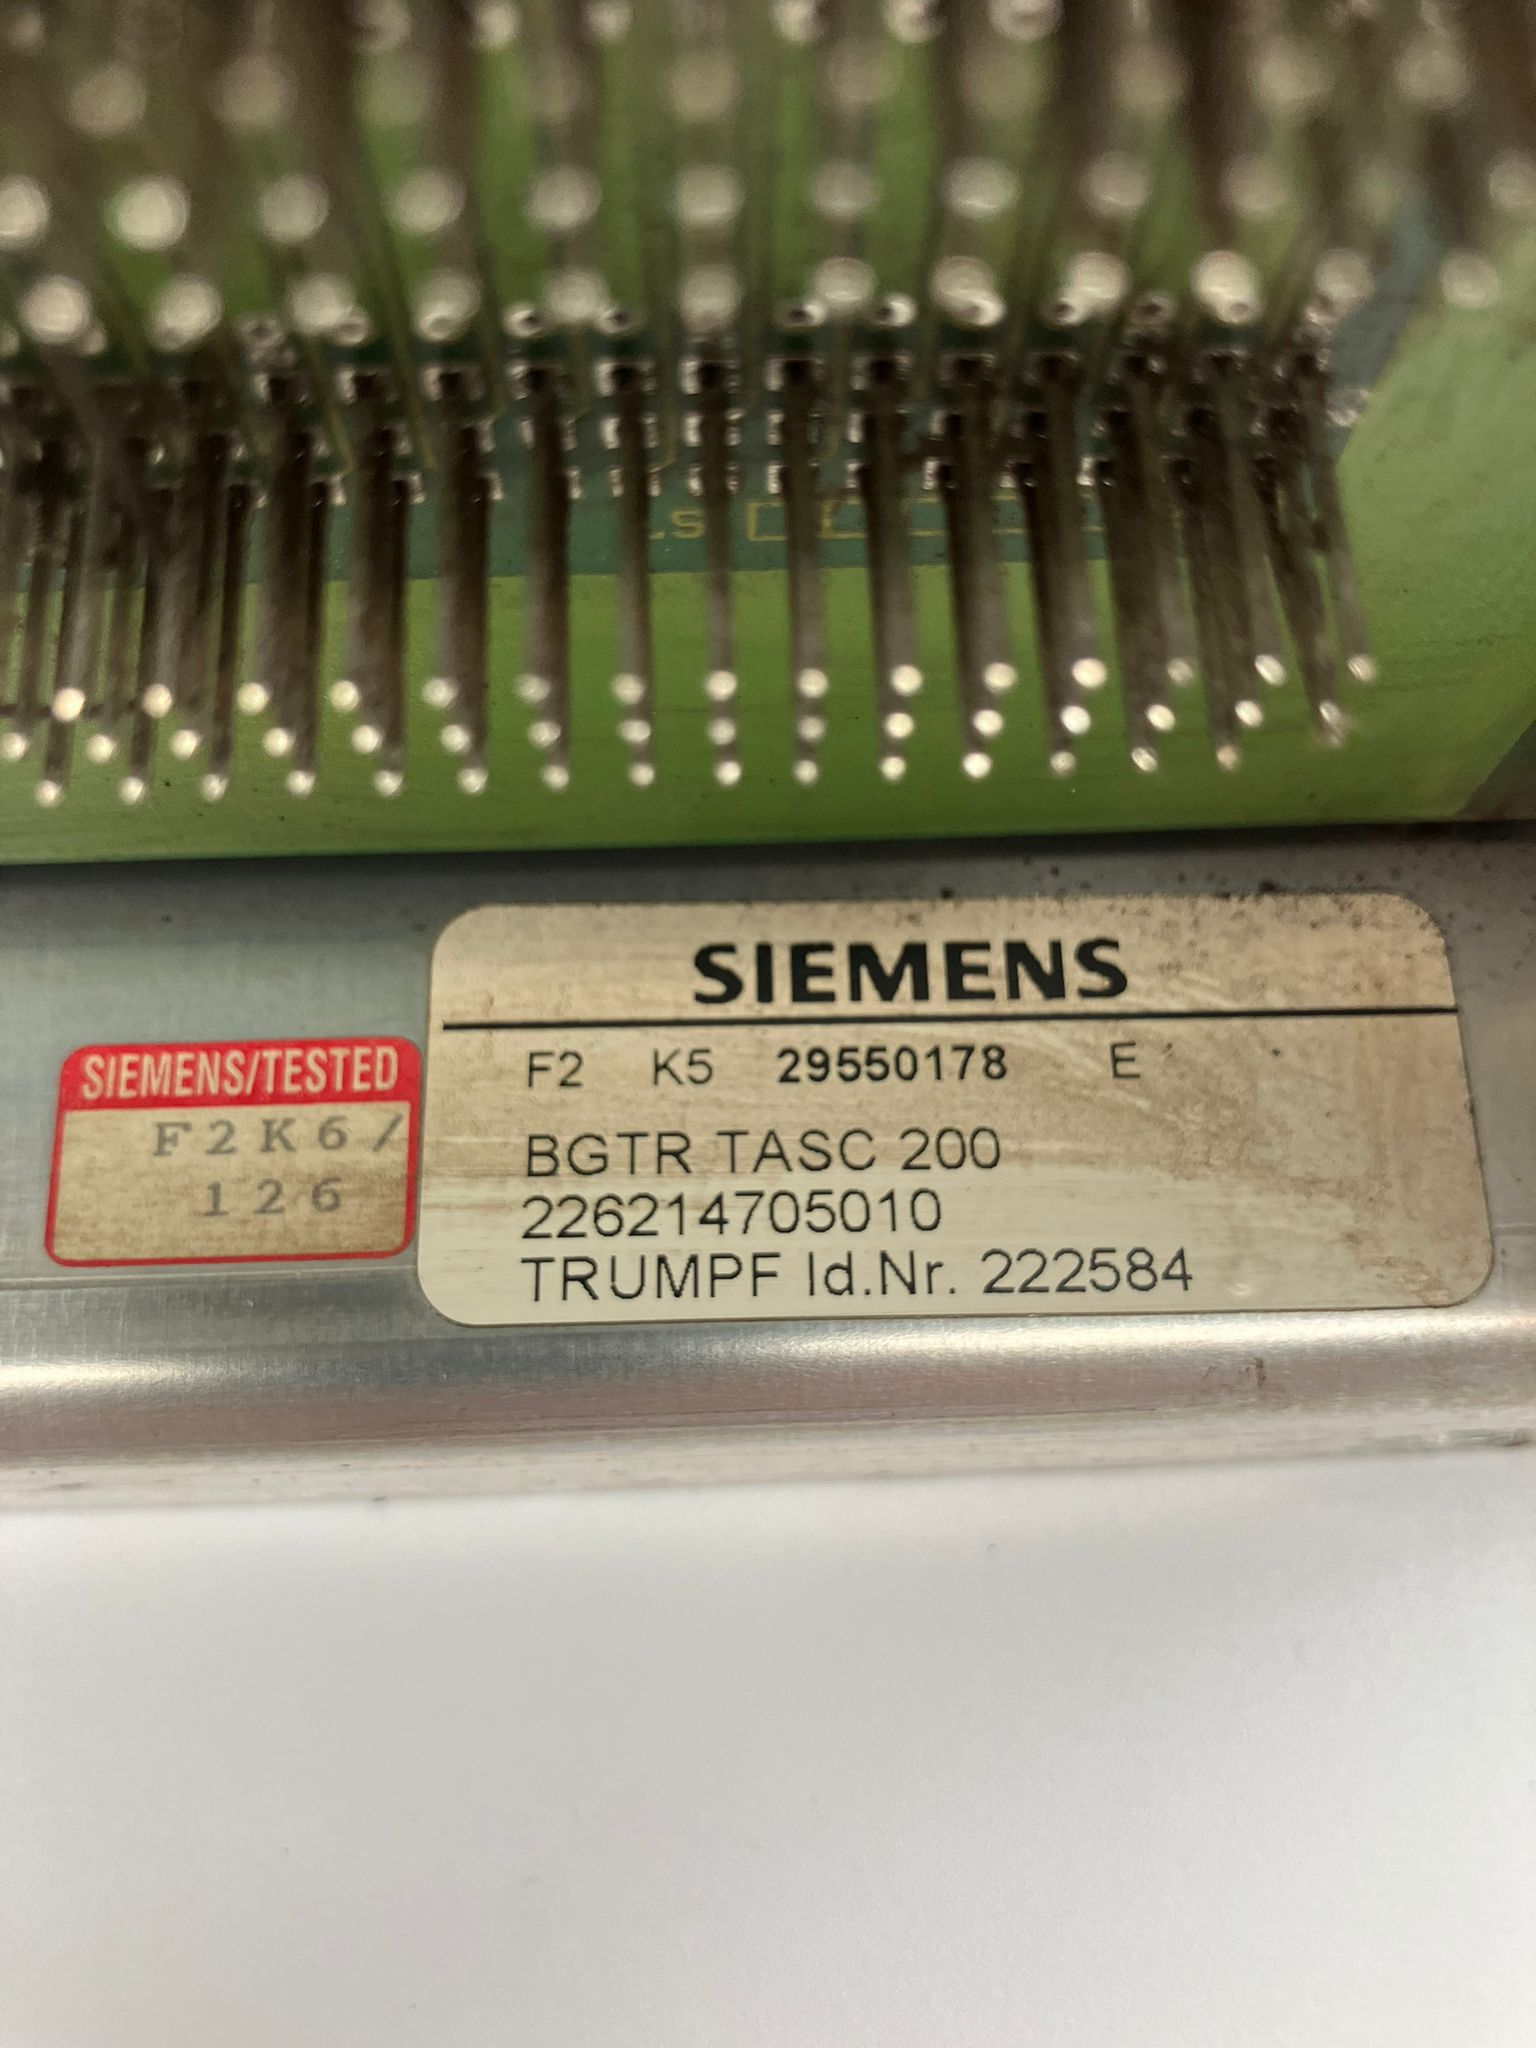 SIEMENS
F2 K5 29550178 E
BGTR TASC 200
226214705010
TRUMPF Id.Nr. 222584
SIEMENS/TESTED
F2K6/
126